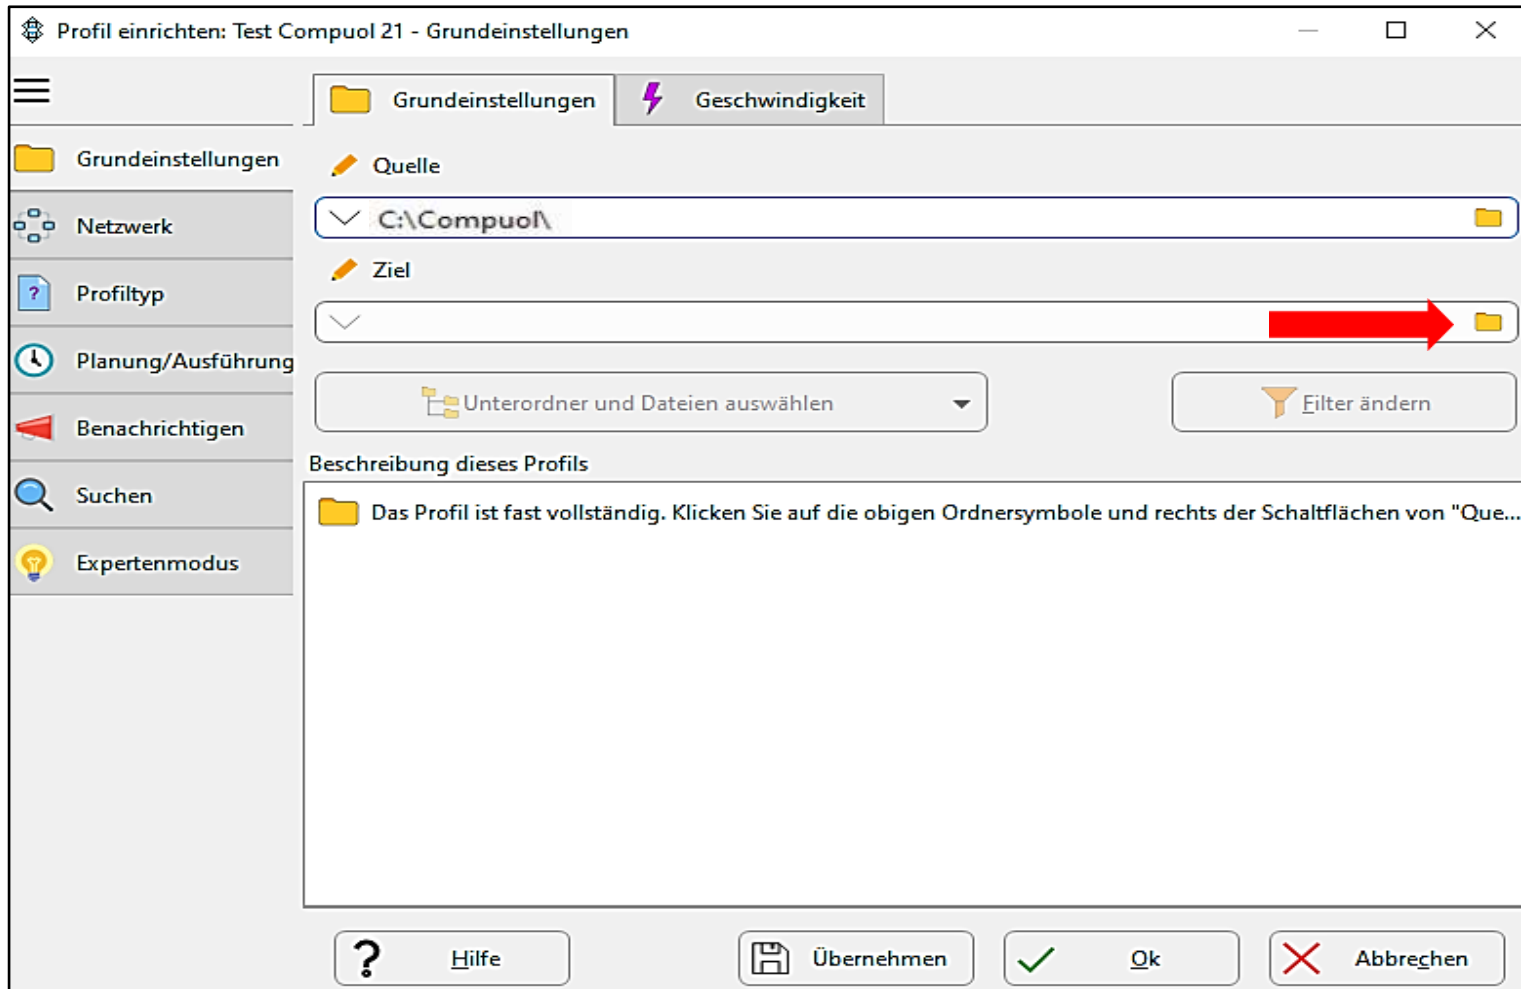 Profil einrichten: Test Compuol 21 - Grundeinstellungen
Grundeinstellungen
Geschwindigkeit
Grundeinstellungen
Netzwerk
Profiltyp
Planung/Ausführung
Benachrichtigen
Suchen
Expertenmodus
Quelle
C:\Compuol\
Ziel
Unterordner und Dateien auswählen
Filter ändern
Beschreibung dieses Profils
Das Profil ist fast vollständig. Klicken Sie auf die obigen Ordnersymbole und rechts der Schaltflächen von "Que...
Hilfe
Übernehmen
Ok
Abbrechen